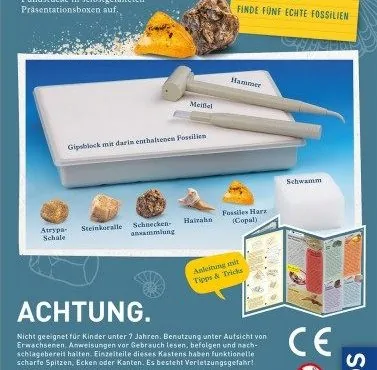 Präsentationsboxen auf.
FINDE FÜNF ECHTE FOSSILIEN
Hammer
Meißel
Gipsblock mit darin enthaltenen Fossilien
Schwamm
Atrypa-
Schale
Steinkoralle
Schnecken-
ansammlung
Haizahn
Fossiles Harz
(Copal)
Anleitung mit
Tipps & Tricks
ACHTUNG.
Nicht geeignet für Kinder unter 7 Jahren. Benutzung unter Aufsicht von
Erwachsenen. Anweisungen vor Gebrauch lesen, befolgen und nach-
schlagebereit halten. Einzelteile dieses Kastens haben funktionelle
scharfe Spitzen, Ecken oder Kanten. Es besteht Verletzungsgefahr!
CE